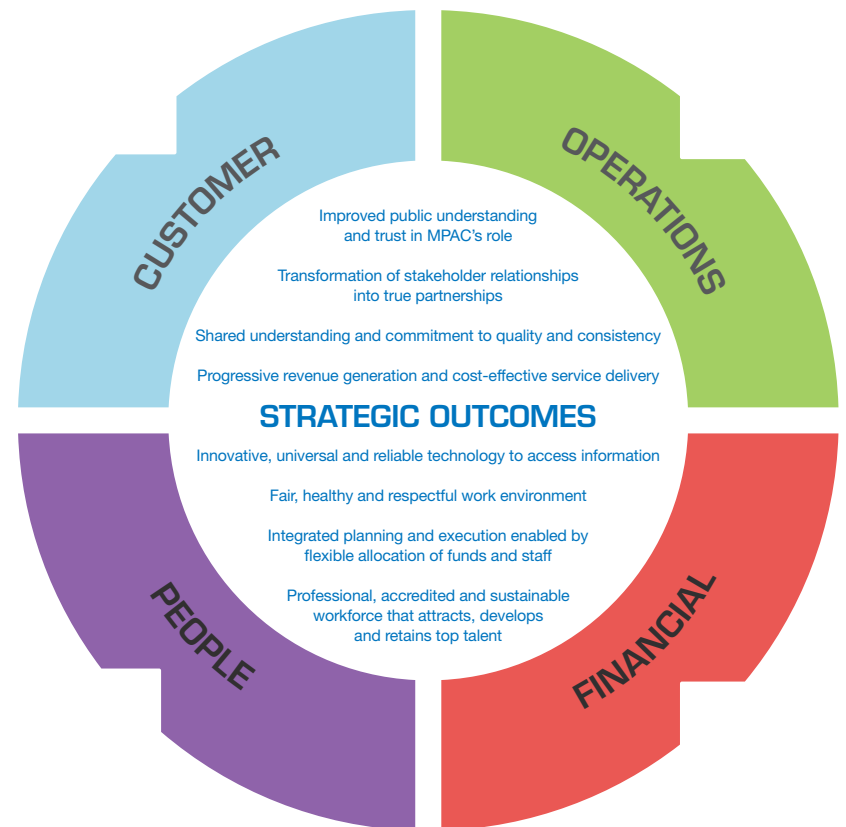 CUSTOMER
OPERATIONS
Improved public understanding
and trust in MPAC's role
Transformation of stakeholder relationships
into true partnerships
Shared understanding and commitment to quality and consistency
Progressive revenue generation and cost-effective service delivery
STRATEGIC OUTCOMES
Innovative, universal and reliable technology to access information
Fair, healthy and respectful work environment
Integrated planning and execution enabled by
flexible allocation of funds and staff
Professional, accredited and sustainable
workforce that attracts, develops
and retains top talent
PEOPLE
FINANCIAL